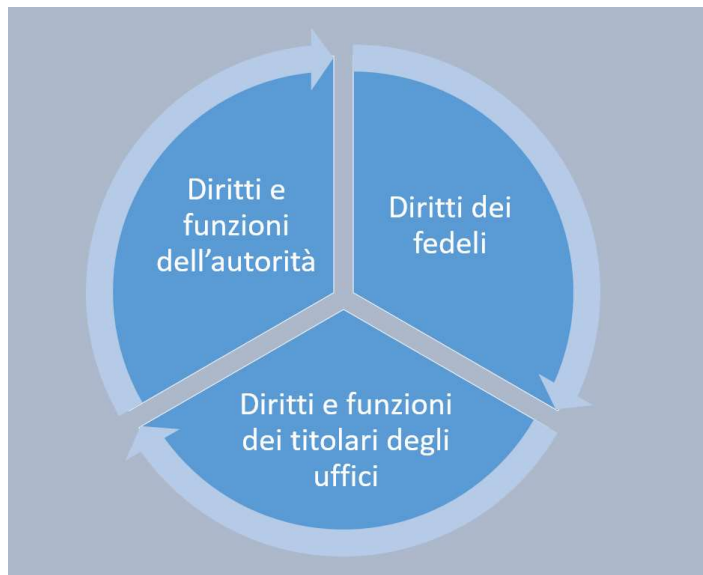 Diritti e
funzioni
dell'autorità
Diritti dei
fedeli
Diritti e funzioni
dei titolari degli
uffici